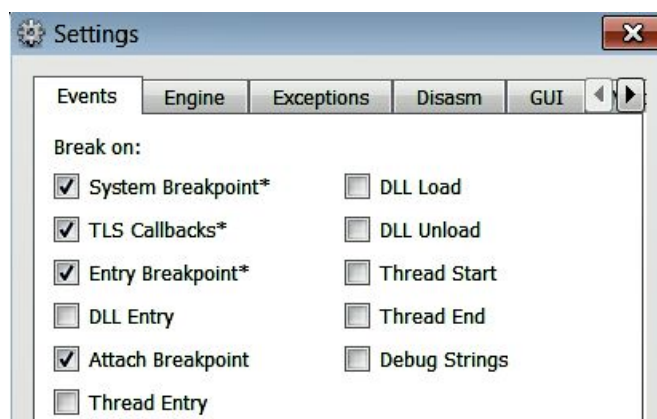 Settings
Events Engine Exceptions Disasm GUI
Break on:
System Breakpoint* DLL Load
TLS Callbacks* DLL Unload
Entry Breakpoint* Thread Start
DLL Entry Thread End
Attach Breakpoint Debug Strings
Thread Entry